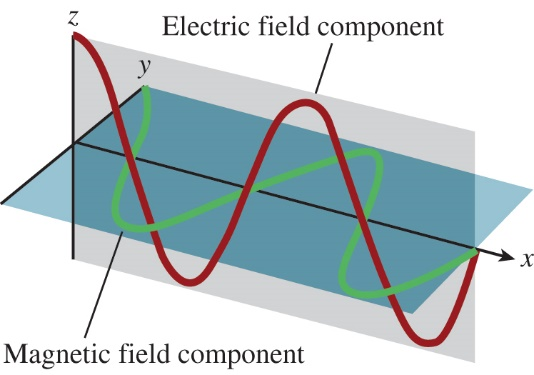 z
Electric field component
y
x
Magnetic field component